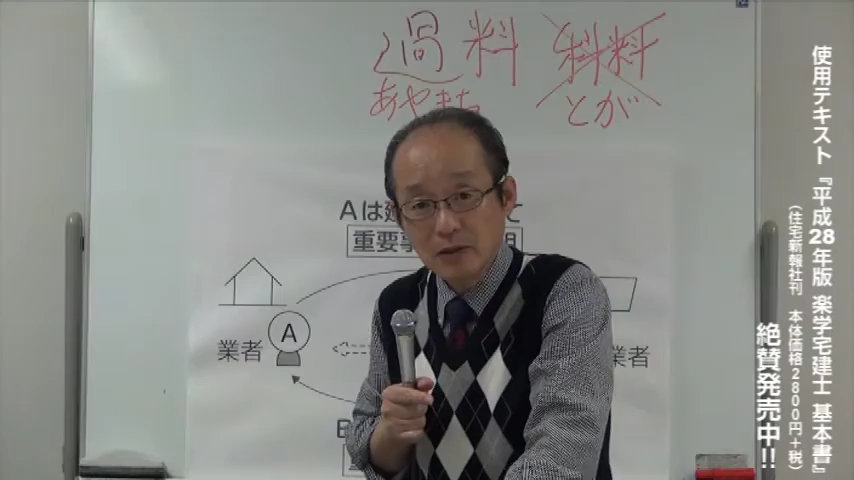 過料 科料
あやまち とが
Aは
重要事
業者
A
業者
使用テキスト『平成28年版 楽学宅建士 基本書』
(住宅新報社刊 本体価格2800円+税)
絶賛発売中!!